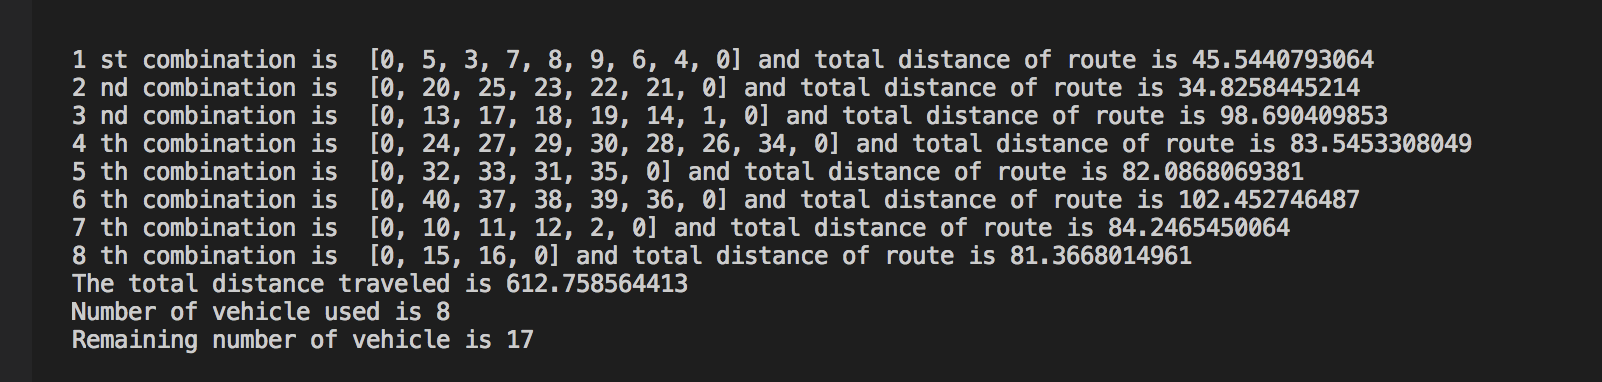 1 st combination is  [0, 5, 3, 7, 8, 9, 6, 4, 0] and total distance of route is 45.5440793064
2 nd combination is  [0, 20, 25, 23, 22, 21, 0] and total distance of route is 34.8258445214
3 nd combination is  [0, 13, 17, 18, 19, 14, 1, 0] and total distance of route is 98.690409853
4 th combination is  [0, 24, 27, 29, 30, 28, 26, 34, 0] and total distance of route is 83.5453308049
5 th combination is  [0, 32, 33, 31, 35, 0] and total distance of route is 82.0868069381
6 th combination is  [0, 40, 37, 38, 39, 36, 0] and total distance of route is 102.452746487
7 th combination is  [0, 10, 11, 12, 2, 0] and total distance of route is 84.2465450064
8 th combination is  [0, 15, 16, 0] and total distance of route is 81.3668014961
The total distance traveled is 612.758564413
Number of vehicle used is 8
Remaining number of vehicle is 17